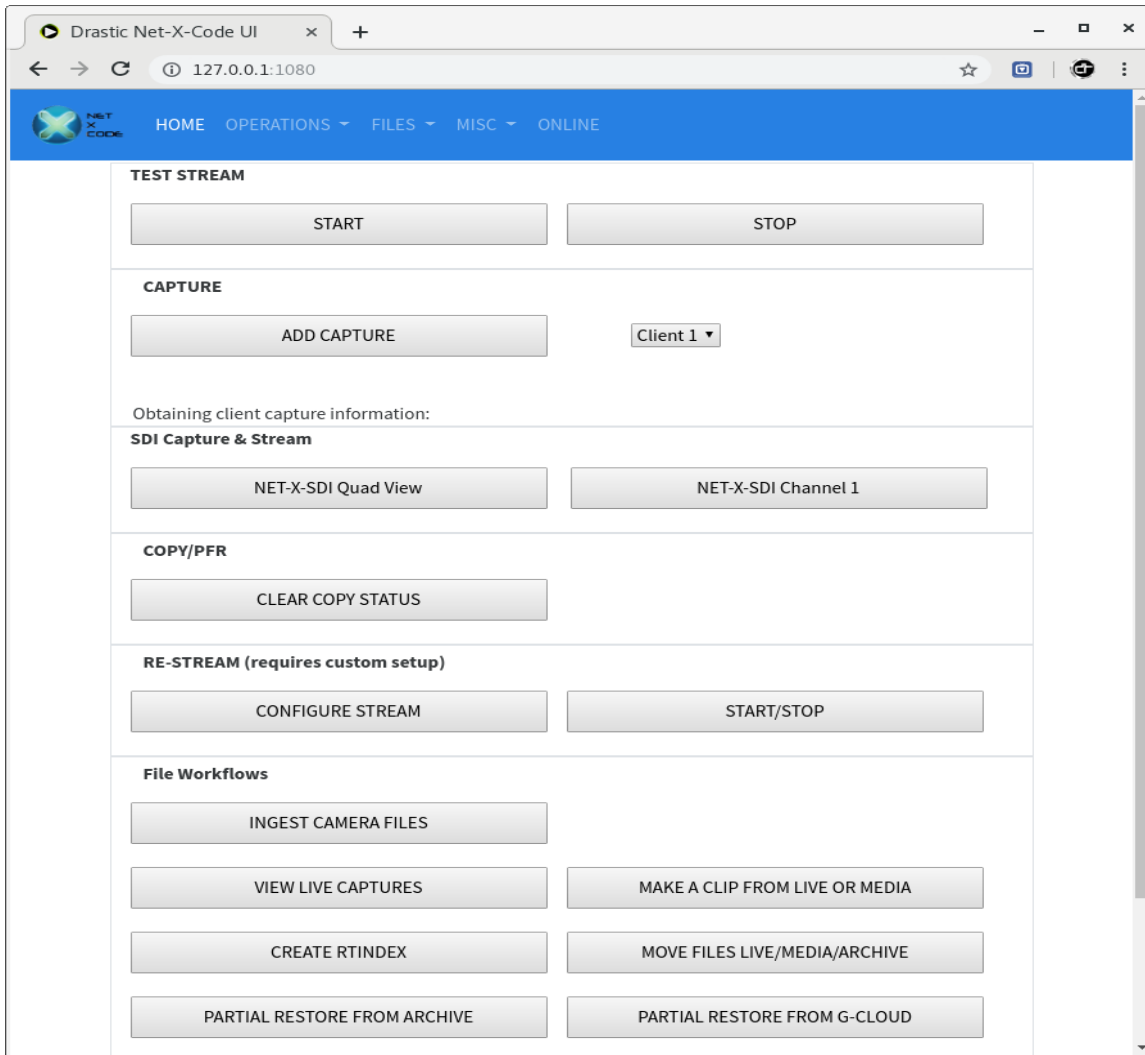 Drastic Net-X-Code UI
127.0.0.1:1080
NET
X
CODE
HOME OPERATIONS FILES MISC ONLINE
TEST STREAM
START STOP
CAPTURE
ADD CAPTURE Client 1
Obtaining client capture information:
SDI Capture & Stream
NET-X-SDI Quad View NET-X-SDI Channel 1
COPY/PFR
CLEAR COPY STATUS
RE-STREAM (requires custom setup)
CONFIGURE STREAM START/STOP
File Workflows
INGEST CAMERA FILES
VIEW LIVE CAPTURES MAKE A CLIP FROM LIVE OR MEDIA
CREATE RTINDEX MOVE FILES LIVE/MEDIA/ARCHIVE
PARTIAL RESTORE FROM ARCHIVE PARTIAL RESTORE FROM G-CLOUD